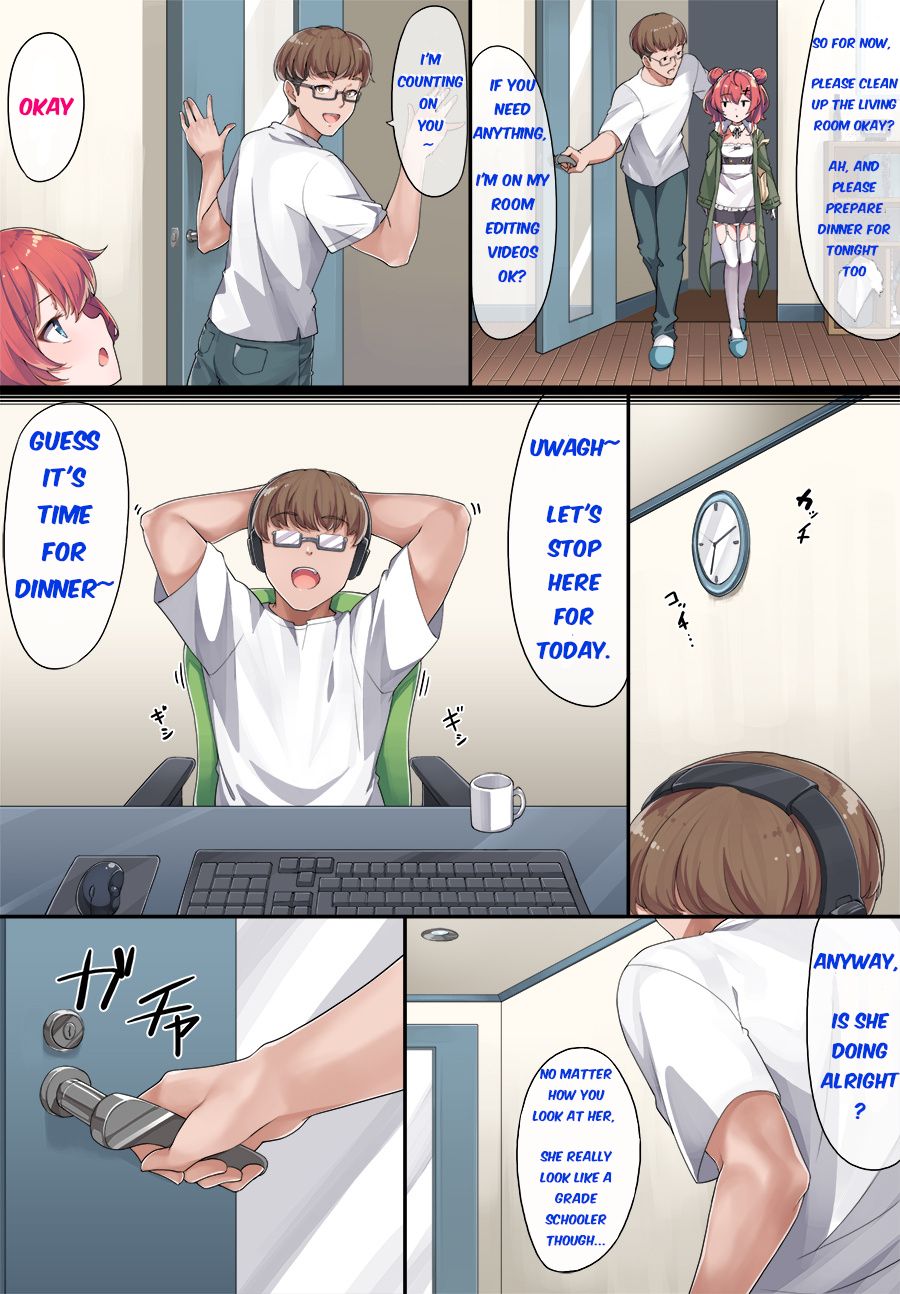 SO FOR NOW,
PLEASE CLEAN
UP THE LIVING
ROOM OKAY?
AH, AND
PLEASE
PREPARE
DINNER FOR
TONIGHT
TOO
IF YOU
NEED
ANYTHING,
I'M ON MY
ROOM
EDITING
VIDEOS
OK?
I'M
COUNTING
ON
YOU
~
OKAY
カッチ
コッチ…
UWAGH~
LET'S
STOP
HERE
FOR
TODAY.
GUESS
IT'S
TIME
FOR
DINNER~
ギシ
ギシ
ANYWAY,
IS SHE
DOING
ALRIGHT
?
NO MATTER
HOW YOU
LOOK AT HER,
SHE REALLY
LOOK LIKE A
GRADE
SCHOOLER
THOUGH...
ガチャ